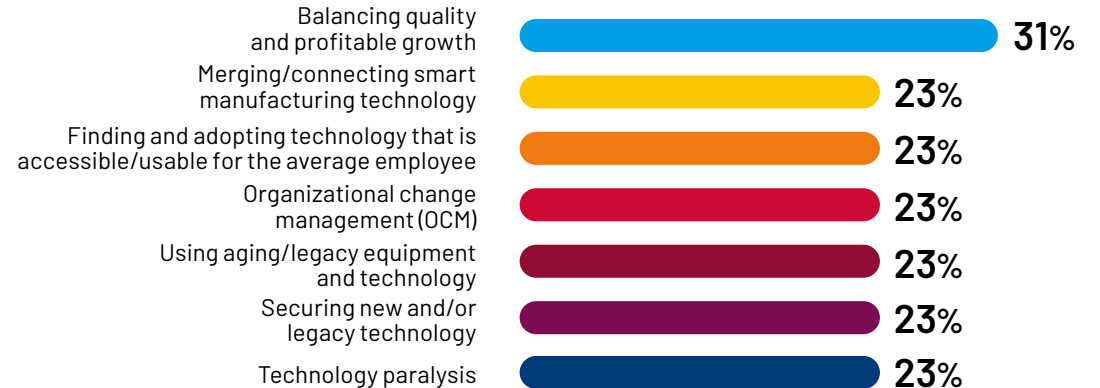 Balancing quality
and profitable growth
31%
Merging/connecting smart
manufacturing technology
23%
Finding and adopting technology that is
accessible/usable for the average employee
23%
Organizational change
management (OCM)
23%
Using aging/legacy equipment
and technology
23%
Securing new and/or
legacy technology
23%
Technology paralysis
23%